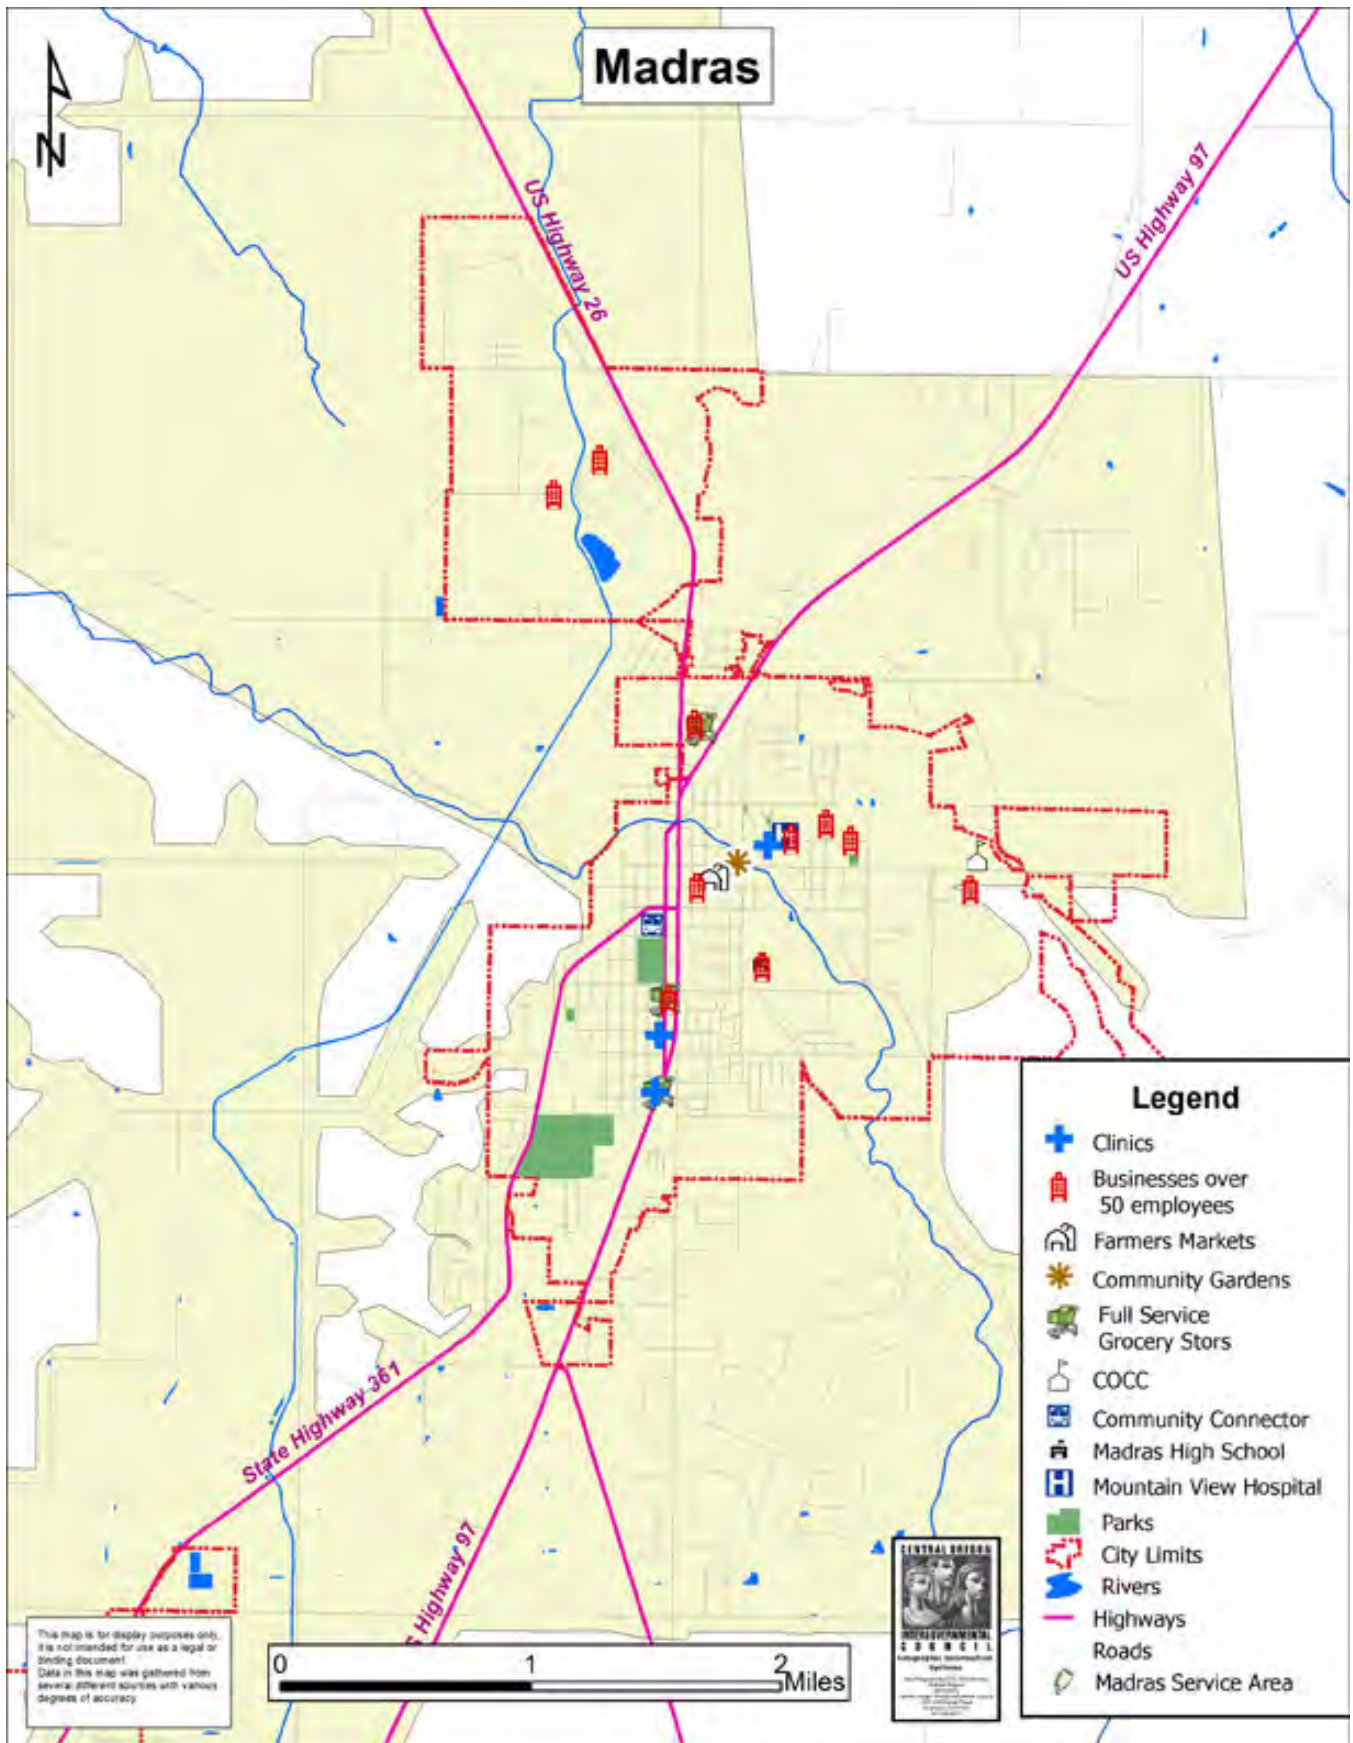 Madras
N
US Highway 26
US Highway 97
State Highway 361
S Highway 97
Legend
Clinics
Businesses over
50 employees
Farmers Markets
Community Gardens
Full Service
Grocery Stors
COCC
Community Connector
Madras High School
H Mountain View Hospital
Parks
City Limits
Rivers
Highways
Roads
Madras Service Area
CENTRAL OREGON
INTERGOVERNMENTAL
COUNCIL
This map is for display purposes only,
it is not intended for use as a legal or
binding document.
Data in this map was gathered from
several different sources with various
degrees of accuracy.
0 1 2 Miles